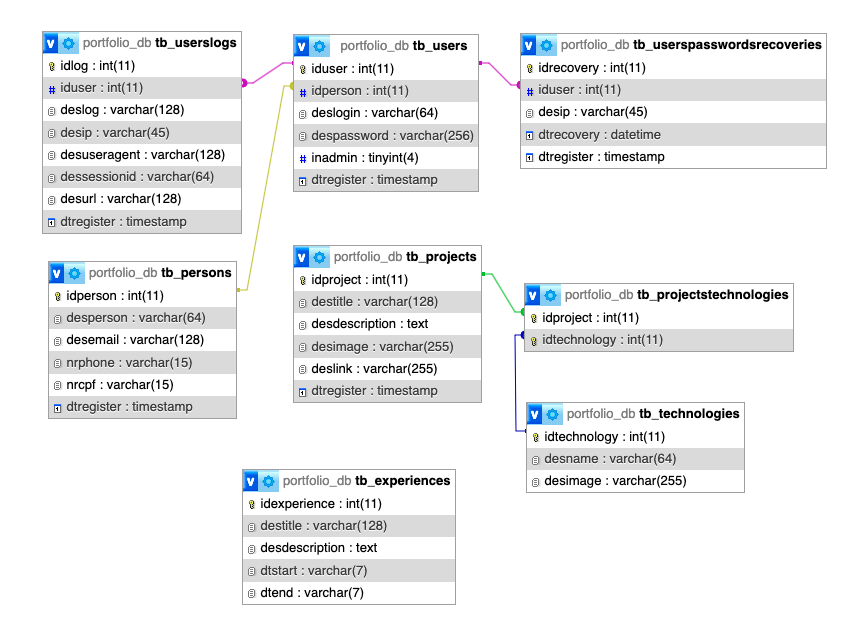 portfolio_db tb_userslogs
idlog : int(11)
iduser : int(11)
deslog : varchar(128)
desip : varchar(45)
desuseragent : varchar(128)
dessessionid : varchar(64)
desurl : varchar(128)
dtregister : timestamp
portfolio_db tb_users
iduser : int(11)
idperson : int(11)
deslogin : varchar(64)
despassword : varchar(256)
inadmin : tinyint(4)
dtregister : timestamp
portfolio_db tb_userspasswordsrecoveries
idrecovery : int(11)
iduser : int(11)
desip : varchar(45)
dtrecovery : datetime
dtregister : timestamp
portfolio_db tb_persons
idperson : int(11)
desperson : varchar(64)
desemail : varchar(128)
nrphone : varchar(15)
nrcpf : varchar(15)
dtregister : timestamp
portfolio_db tb_projects
idproject : int(11)
destitle : varchar(128)
desdescription : text
desimage : varchar(255)
deslink : varchar(255)
dtregister : timestamp
portfolio_db tb_projectstechnologies
idproject : int(11)
idtechnology : int(11)
portfolio_db tb_technologies
idtechnology : int(11)
desname : varchar(64)
desimage : varchar(255)
portfolio_db tb_experiences
idexperience : int(11)
destitle : varchar(128)
desdescription : text
dtstart : varchar(7)
dtend : varchar(7)